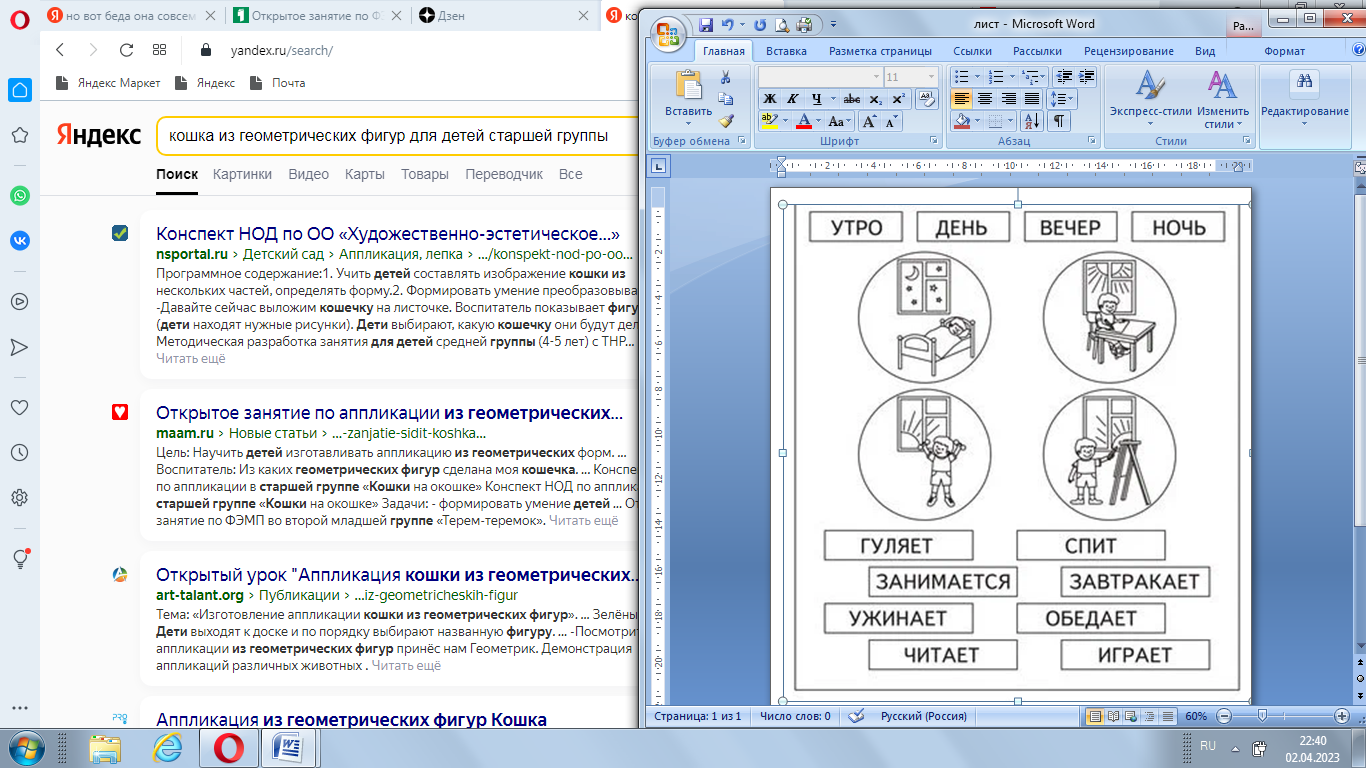 но вот беда она совсем
Открытое занятие по ФЭ
Дзен
yandex.ru/search/
Яндекс Маркет
Яндекс
Почта
Яндекс
кошка из геометрических фигур для детей старшей группы
Поиск Картинки Видео Карты Товары Переводчик Все
Конспект НОД по ОО «Художественно-эстетическое...»
nsportal.ru › Детский сад › Аппликация, лепка › .../konspekt-nod-po-oo...
Программное содержание:1. Учить детей составлять изображение кошки из
нескольких частей, определять форму.2. Формировать умение преобразовыва
-Давайте сейчас выложим кошечку на листочке. Воспитатель показывает фигу
(дети находят нужные рисунки). Дети выбирают, какую кошечку они будут дел
Методическая разработка занятия для детей средней группы (4-5 лет) с ТНР...
Читать ещё
Открытое занятие по аппликации из геометрических...
maam.ru › Новые статьи › ...-zanjatie-sidit-koshka...
Цель: Научить детей изготавливать аппликацию из геометрических форм. ...
Воспитатель: Из каких геометрических фигур сделана моя кошечка. ... Консп
по аппликации в старшей группе «Кошки на окошке» Конспект НОД по апплик
старшей группе «Кошки на окошке» Задачи: - формировать умение детей ... От
занятие по ФЭМП во второй младшей группе «Терем-теремок». Читать ещё
Открытый урок "Аппликация кошки из геометрических...
art-talant.org › Публикации › ...iz-geometricheskih-figur
Тема: «Изготовление аппликации кошки из геометрических фигур». ... Зелёны
Дети выходят к доске и по порядку выбирают названную фигуру. ... -Посмотрит
аппликации из геометрических фигур принёс нам Геометрик. Демонстрация
аппликаций различных животных . Читать ещё
Аппликация из геометрических фигур Кошка
лист - Microsoft Word
Ра...
Главная Вставка Разметка страницы Ссылки Рассылки Рецензирование Вид Формат
11
Вставить
Экспресс-стили
Изменить стили
Редактирование
Буфер обмена Шрифт Абзац Стили
УТРО ДЕНЬ ВЕЧЕР НОЧЬ
ГУЛЯЕТ СПИТ
ЗАНИМАЕТСЯ ЗАВТРАКАЕТ
УЖИНАЕТ ОБЕДАЕТ
ЧИТАЕТ ИГРАЕТ
Страница: 1 из 1 Число слов: 0 Русский (Россия) 60%
RU
22:40
02.04.2023